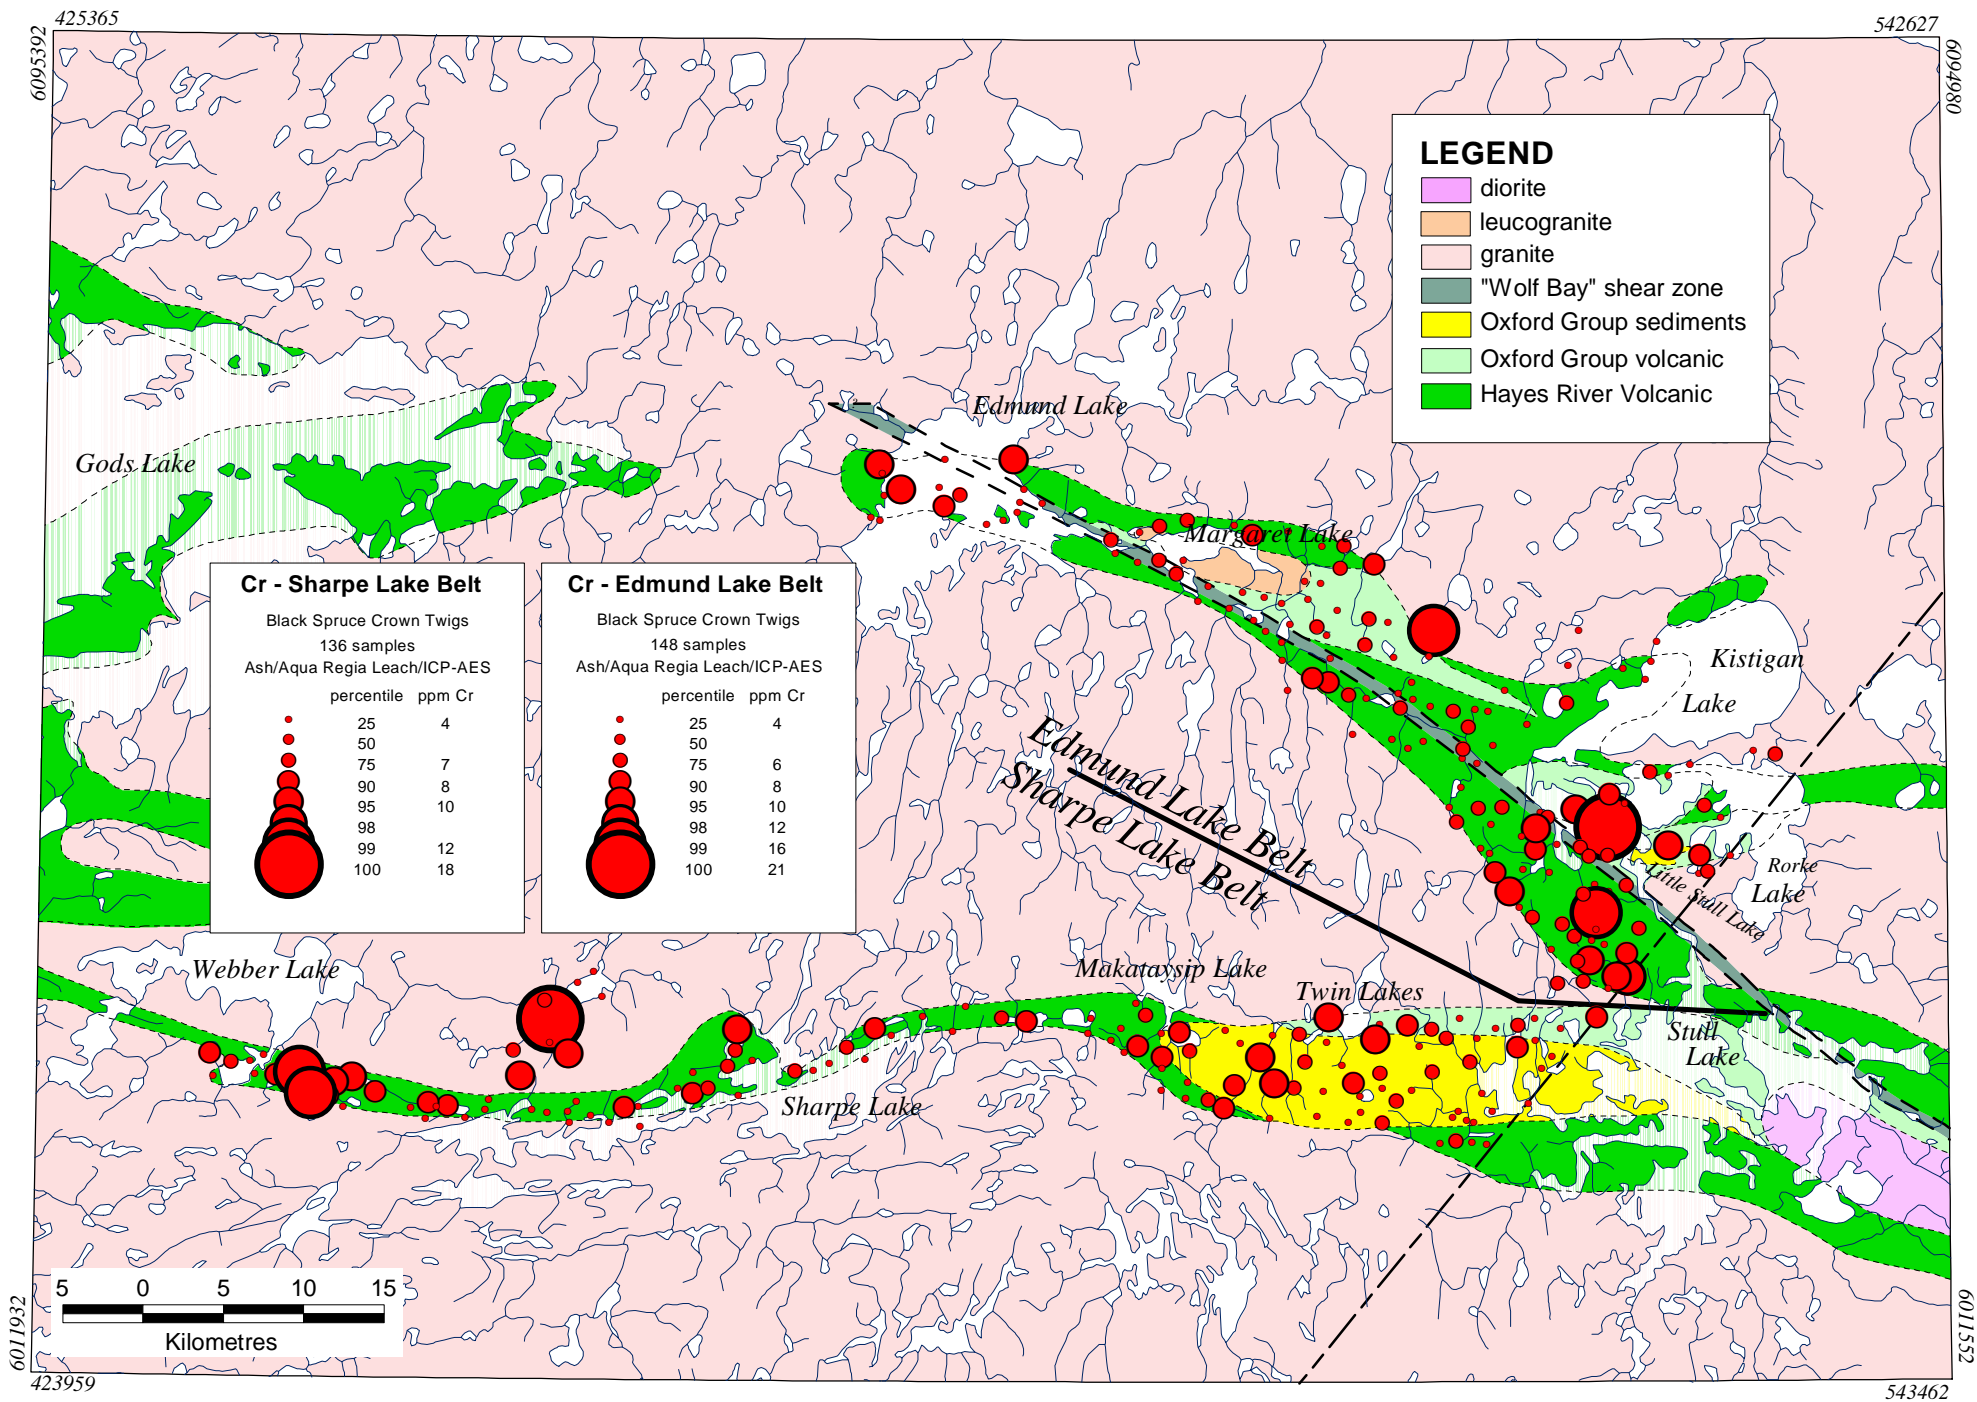 425365
542627
6095392
6094980
LEGEND
diorite
leucogranite
granite
"Wolf Bay" shear zone
Oxford Group sediments
Oxford Group volcanic
Hayes River Volcanic
Edmund Lake
Gods Lake
Margaret Lake
Cr - Sharpe Lake Belt
Black Spruce Crown Twigs
136 samples
Ash/Aqua Regia Leach/ICP-AES
percentile ppm Cr
25 4
50
75 7
90 8
95 10
98
99 12
100 18
Cr - Edmund Lake Belt
Black Spruce Crown Twigs
148 samples
Ash/Aqua Regia Leach/ICP-AES
percentile ppm Cr
25 4
50
75 6
90 8
95 10
98 12
99 16
100 21
Kistigan
Lake
Edmund Lake Belt
Sharpe Lake Belt
Rorke
Lake
Little Stull Lake
Webber Lake
Makataysip Lake
Twin Lakes
Stull
Lake
Sharpe Lake
5 0 5 10 15
Kilometres
6011932
6011552
423959
543462